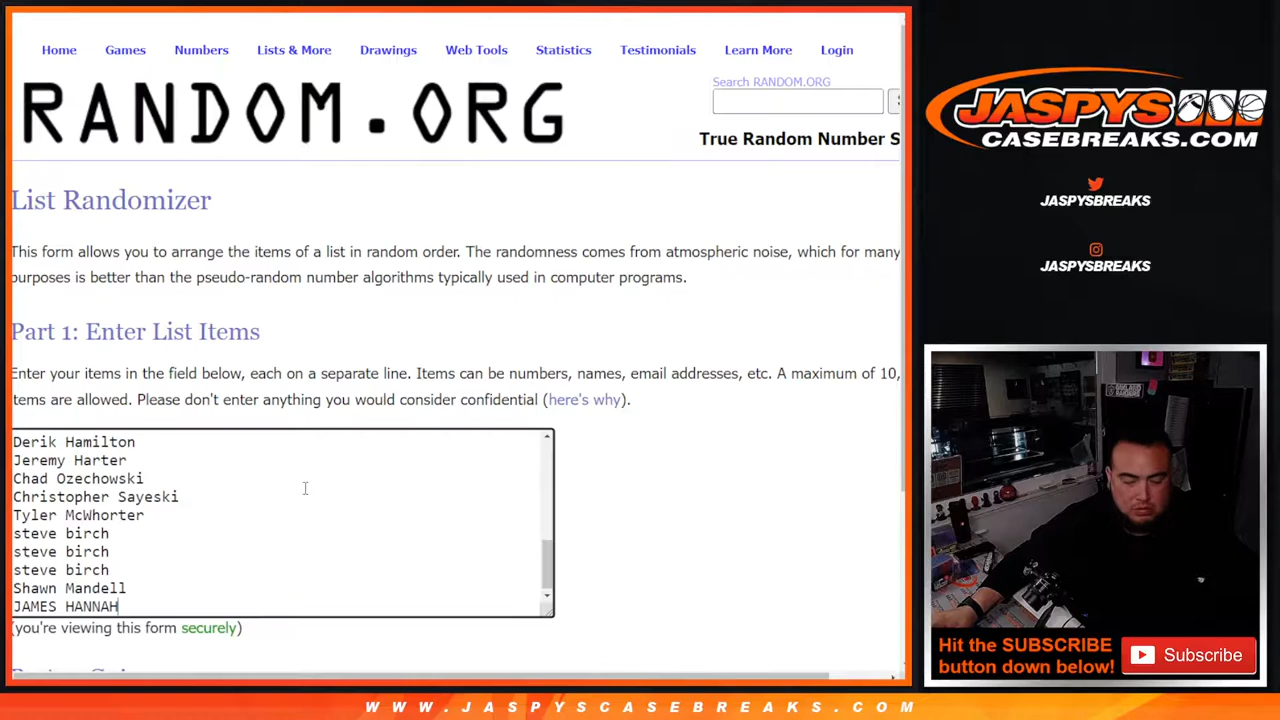 Home Games Numbers Lists & More Drawings Web Tools Statistics Testimonials Learn More Login
RANDOM.ORG
Search RANDOM.ORG
True Random Number S
List Randomizer
This form allows you to arrange the items of a list in random order. The randomness comes from atmospheric noise, which for many
purposes is better than the pseudo-random number algorithms typically used in computer programs.
Part 1: Enter List Items
Enter your items in the field below, each on a separate line. Items can be numbers, names, email addresses, etc. A maximum of 10,
items are allowed. Please don't enter anything you would consider confidential (here's why).
Derik Hamilton
Jeremy Harter
Chad Ozechowski
Christopher Sayeski
Tyler McWhorter
steve birch
steve birch
steve birch
Shawn Mandell
JAMES HANNAH
(you're viewing this form securely)
JASPYS
CASEBREAKS.COM
JASPYSBREAKS
JASPYSBREAKS
OAKLAND
RAIDERS
Hit the SUBSCRIBE
button down below!
Subscribe
WWW.JASPYSCASEBREAKS.COM